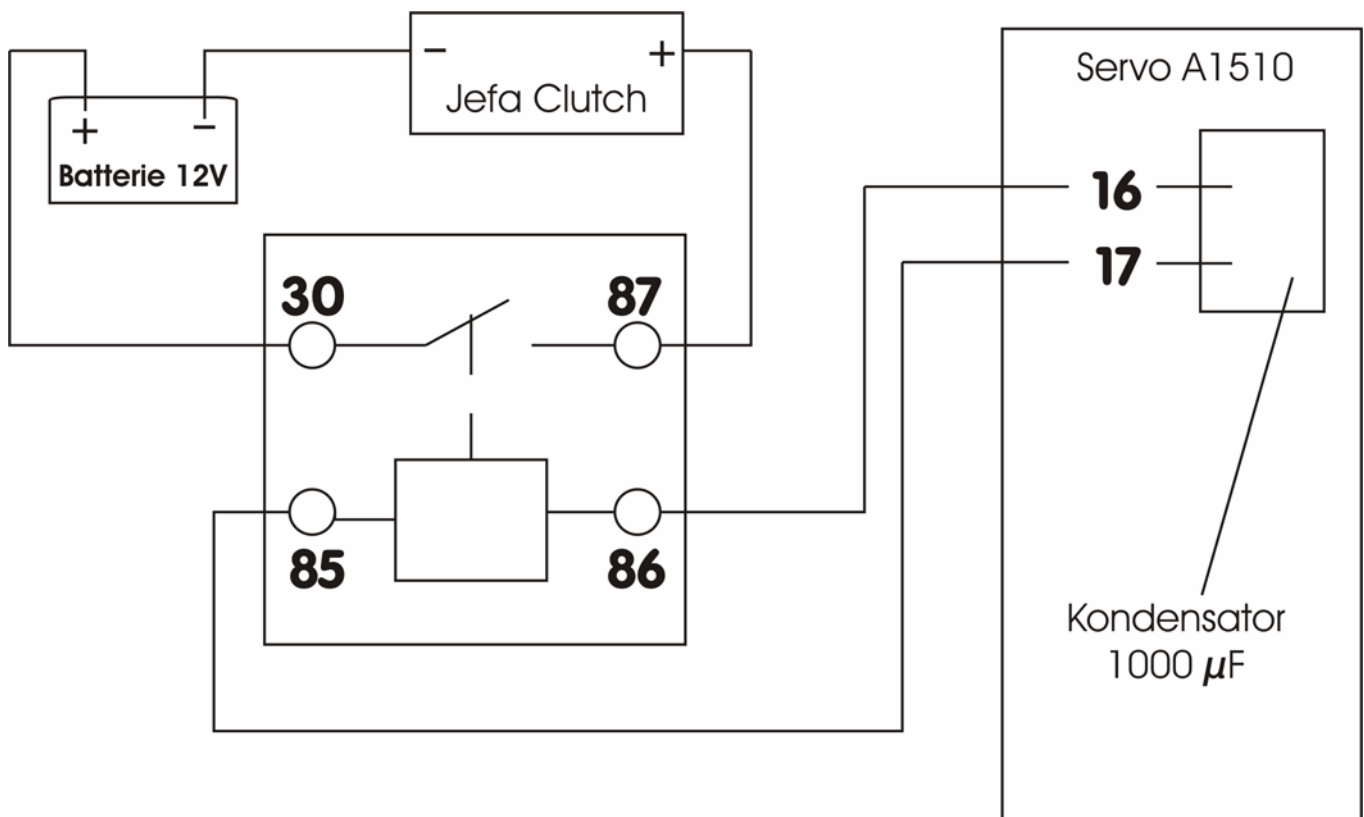 − +
Jefa Clutch
+ −
Batterie 12V
Servo A1510
16
17
30 87
85 86
Kondensator
1000 µF